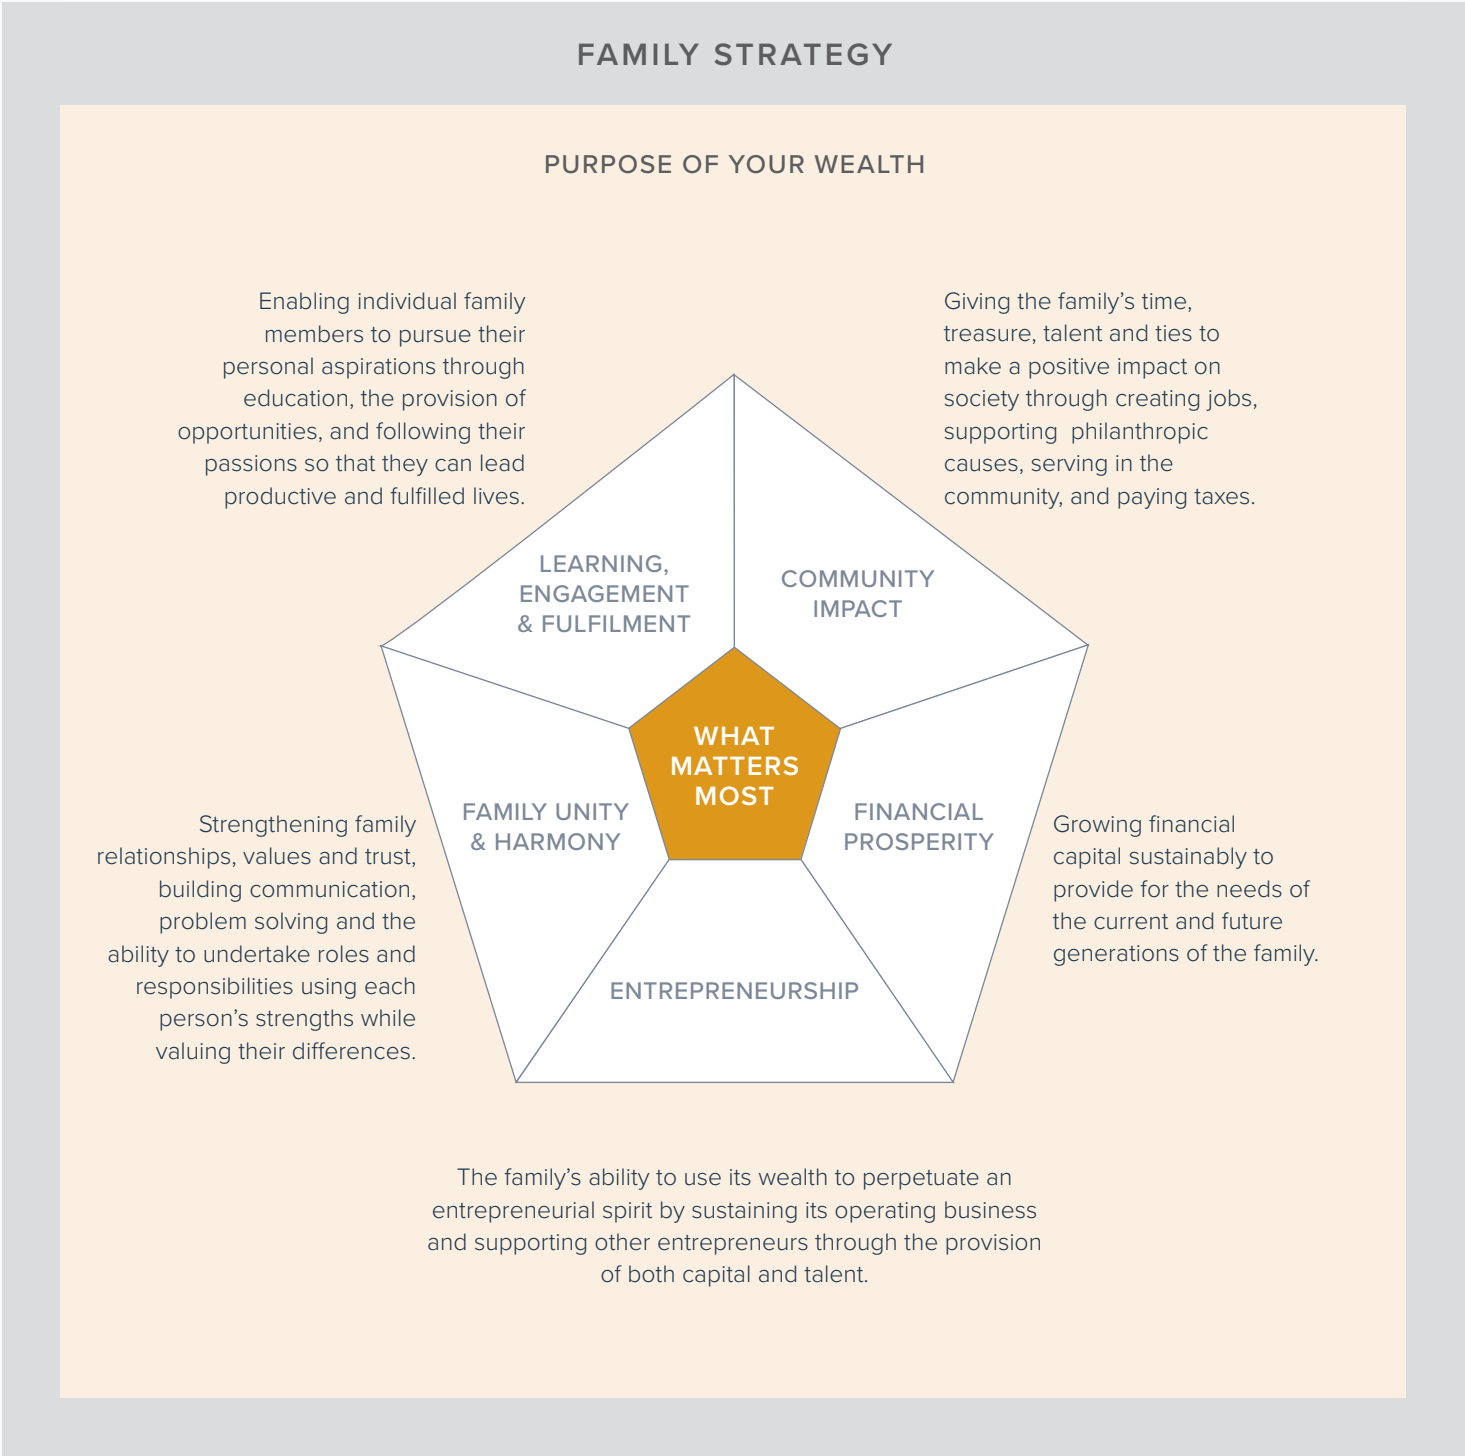 FAMILY STRATEGY
PURPOSE OF YOUR WEALTH
Enabling individual family
members to pursue their
personal aspirations through
education, the provision of
opportunities, and following their
passions so that they can lead
productive and fulfilled lives.
Giving the family’s time,
treasure, talent and ties to
make a positive impact on
society through creating jobs,
supporting  philanthropic
causes, serving in the
community, and paying taxes.
LEARNING,
ENGAGEMENT
& FULFILMENT
COMMUNITY
IMPACT
WHAT
MATTERS
MOST
FAMILY UNITY
& HARMONY
FINANCIAL
PROSPERITY
Strengthening family
relationships, values and trust,
building communication,
problem solving and the
ability to undertake roles and
responsibilities using each
person’s strengths while
valuing their differences.
Growing financial
capital sustainably to
provide for the needs of
the current and future
generations of the family.
ENTREPRENEURSHIP
The family’s ability to use its wealth to perpetuate an
entrepreneurial spirit by sustaining its operating business
and supporting other entrepreneurs through the provision
of both capital and talent.